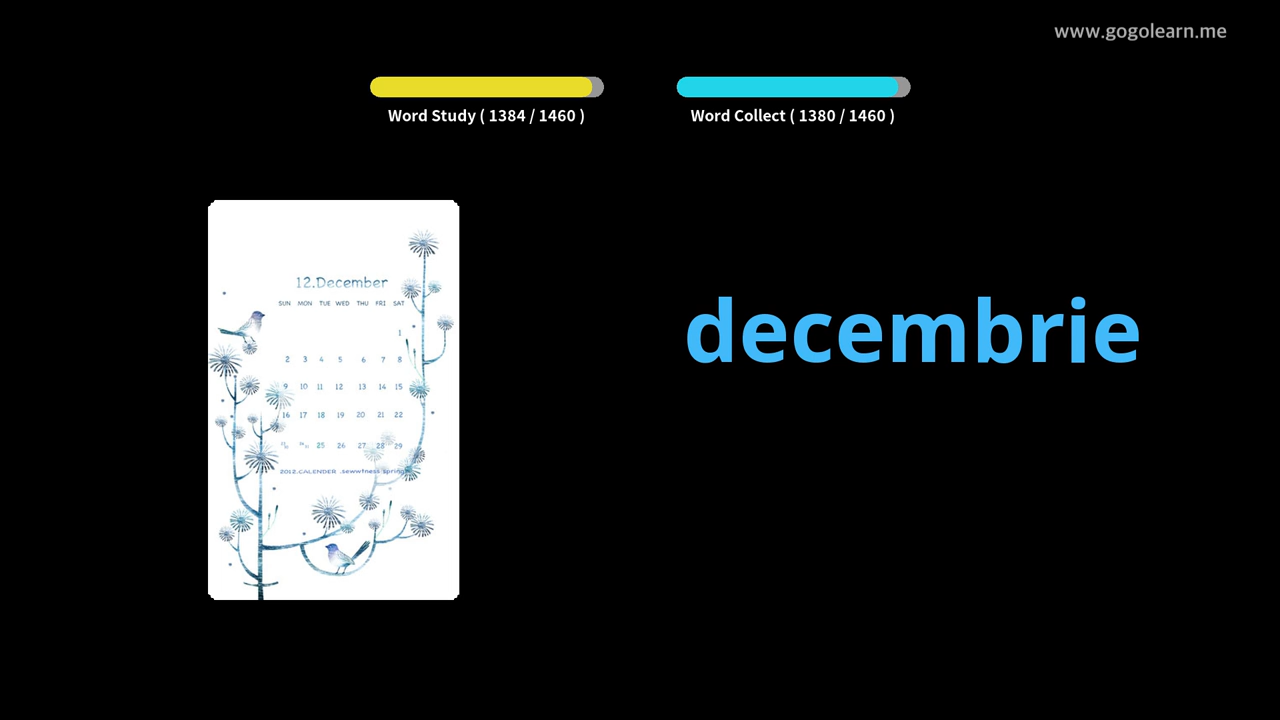 www.gogolearn.me
Word Study ( 1384 / 1460 )
Word Collect ( 1380 / 1460 )
12.December
SUN MON TUE WED THU FRI SAT
1
2 3 4 5 6 7 8
9 10 11 12 13 14 15
16 17 18 19 20 21 22
25 26 27 28 29
2012.CALENDER .sewwfness spring
decembrie